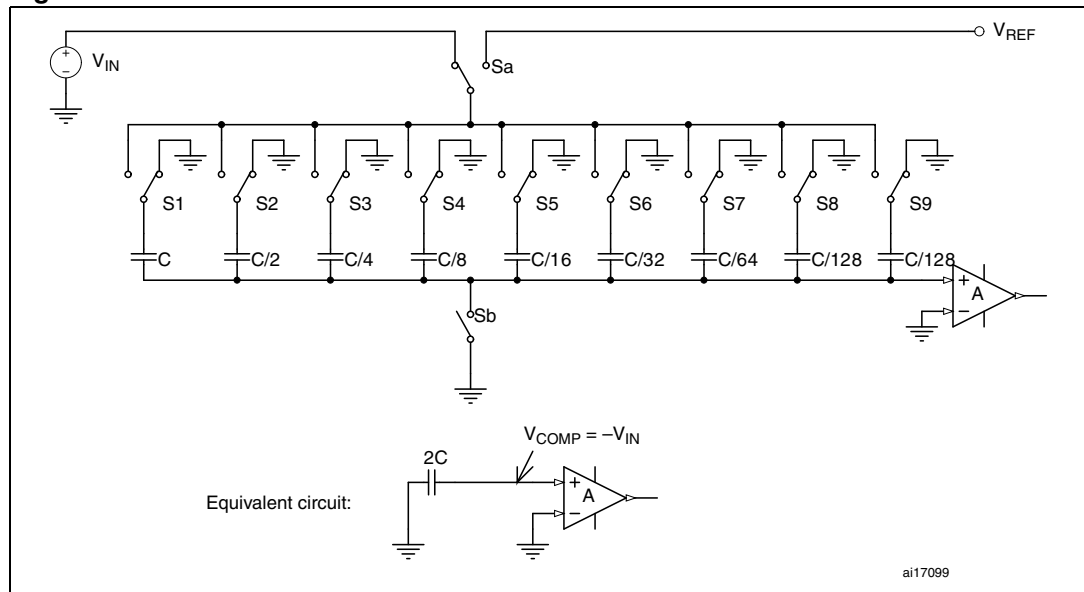 V_IN
Sa
V_REF
S1 S2 S3 S4 S5 S6 S7 S8 S9
C C/2 C/4 C/8 C/16 C/32 C/64 C/128 C/128
+
A
−
Sb
V_COMP = −V_IN
2C
+
A
−
Equivalent circuit:
ai17099